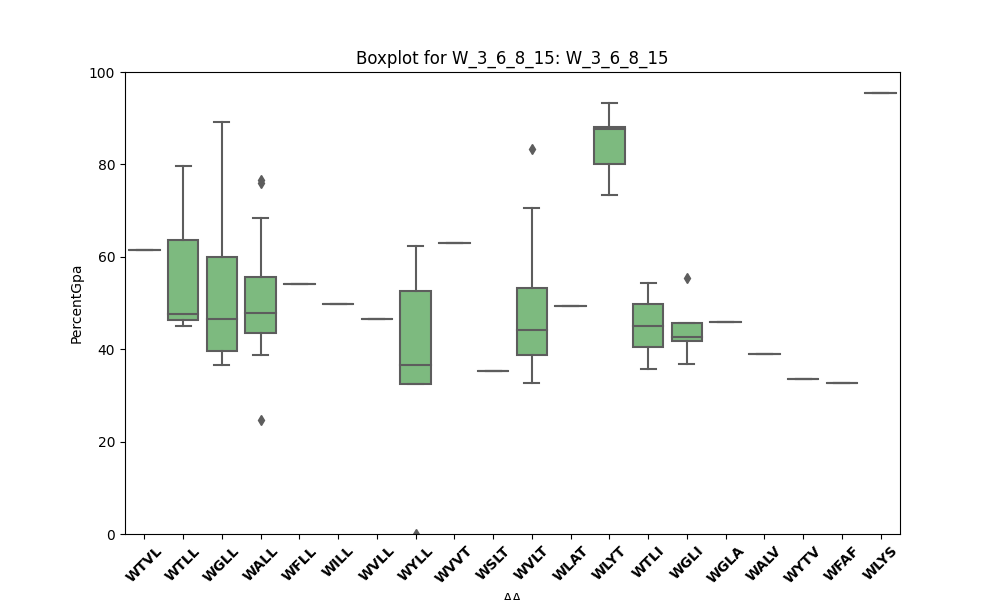 Boxplot for W_3_6_8_15: W_3_6_8_15
100
80
60
40
20
0
PercentGpa
WTVL WTLL WGLL WALL WFLL WILL WVLL WYLL WVVT WSLT WVLT WLAT WLYT WTLI WGLI WGLA WALV WYTV WFAF WLYS
AA